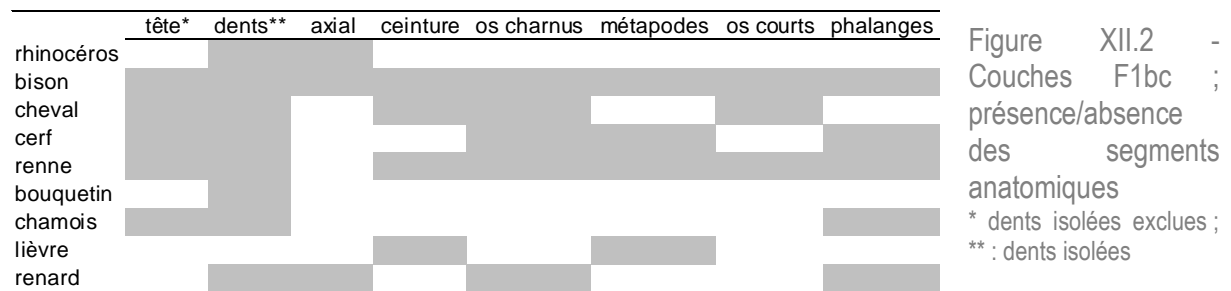 tête* dents** axial ceinture os charnus métapodes os courts phalanges
rhinocéros
bison
cheval
cerf
renne
bouquetin
chamois
lièvre
renard
Figure XII.2 -
Couches F1bc ;
présence/absence
des segments
anatomiques
* dents isolées exclues ;
** : dents isolées